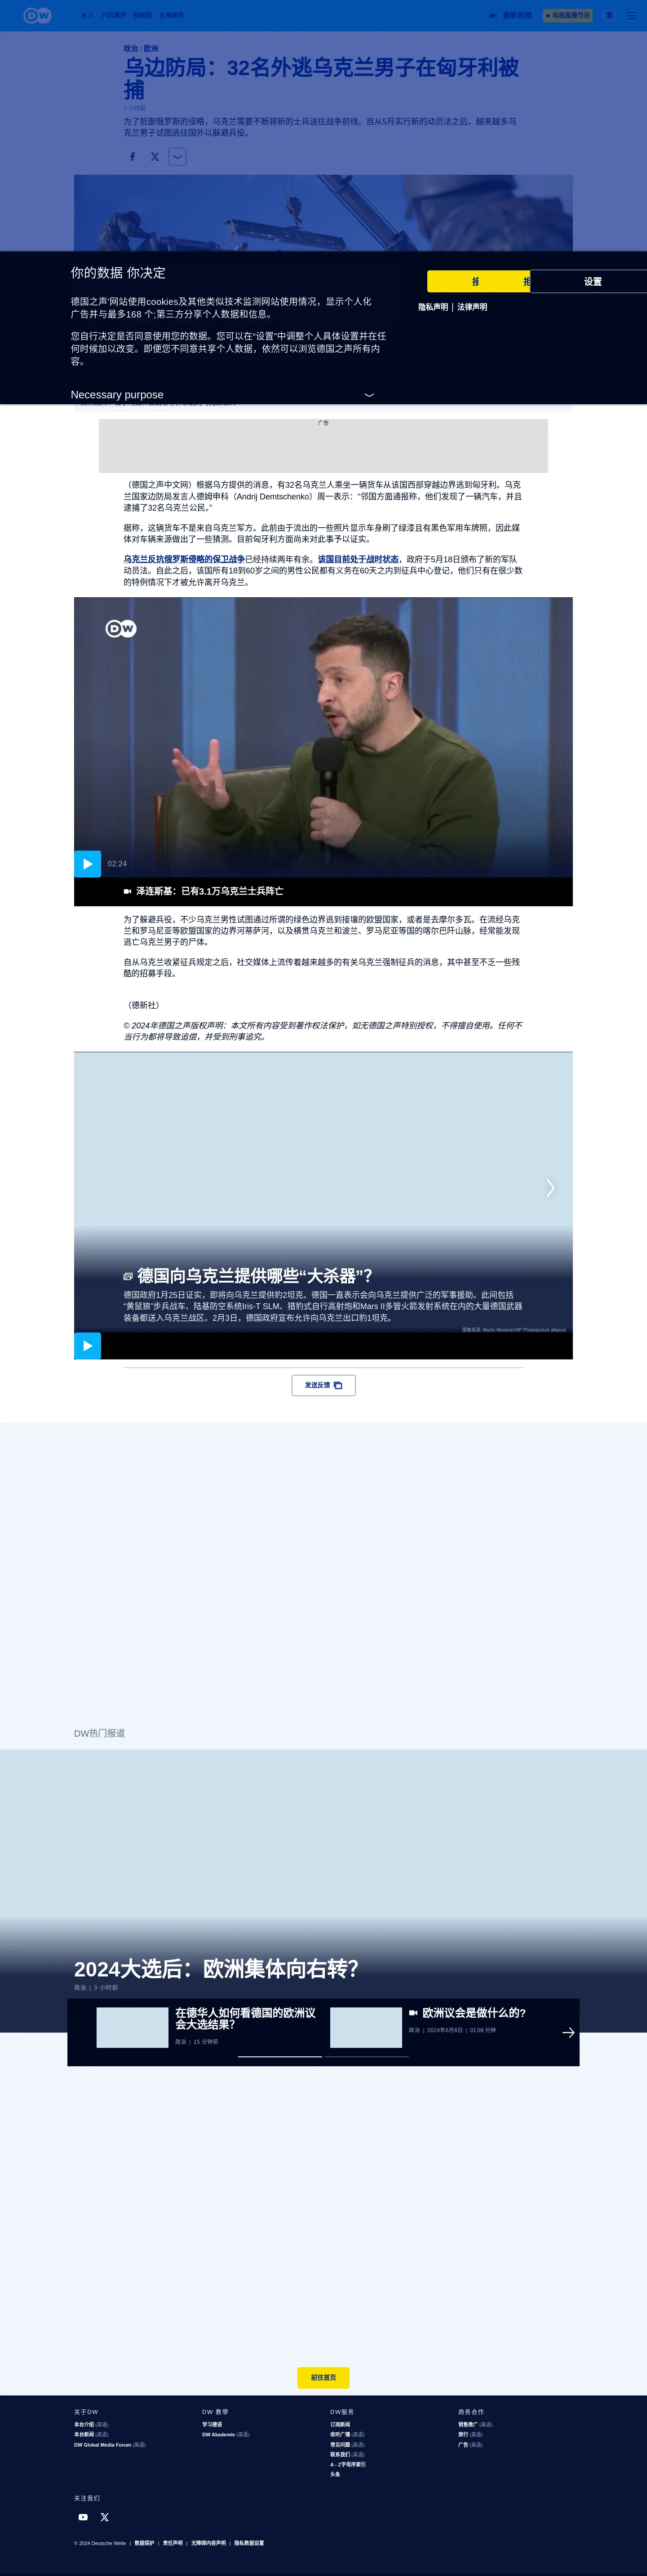 DW
最新视频
电视直播节目
繁
政治 | 欧洲
乌边防局：32名外逃乌克兰男子在匈牙利被
捕
为了抵御俄罗斯的侵略，乌克兰需要不断将新的士兵送往战争前线。自从5月实行新的动员法之后，越来越多乌
克兰男子试图逃往国外以躲避兵役。
你的数据 你决定
设置
隐私声明 | 法律声明
德国之声'网站使用cookies及其他类似技术监测网站使用情况，显示个人化
广告并与最多168 个;第三方分享个人数据和信息。
您自行决定是否同意使用您的数据。您可以在“设置”中调整个人具体设置并在任
何时候加以改变。即便您不同意共享个人数据，依然可以浏览德国之声所有内
容。
Necessary purpose
广告
（德国之声中文网）根据乌方提供的消息，有32名乌克兰人乘坐一辆货车从该国西部穿越边界逃到匈牙利。乌克
兰国家边防局发言人德姆申科（Andrij Demtschenko）周一表示：“邻国方面通报称，他们发现了一辆汽车，并且
逮捕了32名乌克兰公民。”
据称，这辆货车不是来自乌克兰军方。此前由于流出的一些照片显示车身刷了绿漆且有黑色军用车牌照，因此媒
体对车辆来源做出了一些猜测。目前匈牙利方面尚未对此事予以证实。
乌克兰反抗俄罗斯侵略的保卫战争已经持续两年有余。该国目前处于战时状态，政府于5月18日颁布了新的军队
动员法。自此之后，该国所有18到60岁之间的男性公民都有义务在60天之内到征兵中心登记，他们只有在很少数
的特例情况下才被允许离开乌克兰。
DW
02:24
泽连斯基：已有3.1万乌克兰士兵阵亡
为了躲避兵役，不少乌克兰男性试图通过所谓的绿色边界逃到接壤的欧盟国家，或者是去摩尔多瓦。在流经乌克
兰和罗马尼亚等欧盟国家的边界河蒂萨河，以及横贯乌克兰和波兰、罗马尼亚等国的喀尔巴阡山脉，经常能发现
逃亡乌克兰男子的尸体。
自从乌克兰收紧征兵规定之后，社交媒体上流传着越来越多的有关乌克兰强制征兵的消息，其中甚至不乏一些残
酷的招募手段。
（德新社）
© 2024年德国之声版权声明：本文所有内容受到著作权法保护，如无德国之声特别授权，不得擅自使用。任何不
当行为都将导致追偿，并受到刑事追究。
德国向乌克兰提供哪些“大杀器”？
德国政府1月25日证实，即将向乌克兰提供豹2坦克。德国一直表示会向乌克兰提供广泛的军事援助。此间包括
“黄鼠狼”步兵战车、陆基防空系统Iris-T SLM、猎豹式自行高射炮和Mars II多管火箭发射系统在内的大量德国武器
装备都送入乌克兰战区。2月3日，德国政府宣布允许向乌克兰出口豹1坦克。
图像来源: Martin Meissner/AP Photo/picture alliance
发送反馈
DW热门报道
2024大选后：欧洲集体向右转？
政治 | 3 小时前
在德华人如何看德国的欧洲议
会大选结果？
政治 | 15 分钟前
欧洲议会是做什么的?
政治 | 2024年6月6日 | 01:09 分钟
前往首页
关于DW
本台介绍 (英语)
本台新闻 (英语)
DW Global Media Forum (英语)
DW 教学
学习德语
DW Akademie (英语)
DW服务
订阅新闻
收听广播 (英语)
常见问题 (英语)
联系我们 (英语)
A - Z字母序索引
头条
商务合作
销售推广 (英语)
旅行 (英语)
广告 (英语)
关注我们
© 2024 Deutsche Welle | 数据保护 | 责任声明 | 无障碍内容声明 | 隐私数据设置